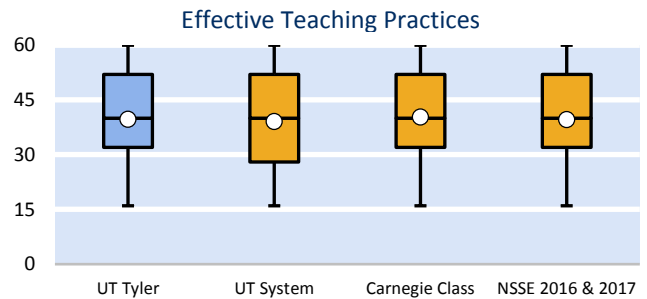 Effective Teaching Practices
60
45
30
15
0
UT Tyler UT System Carnegie Class NSSE 2016 & 2017